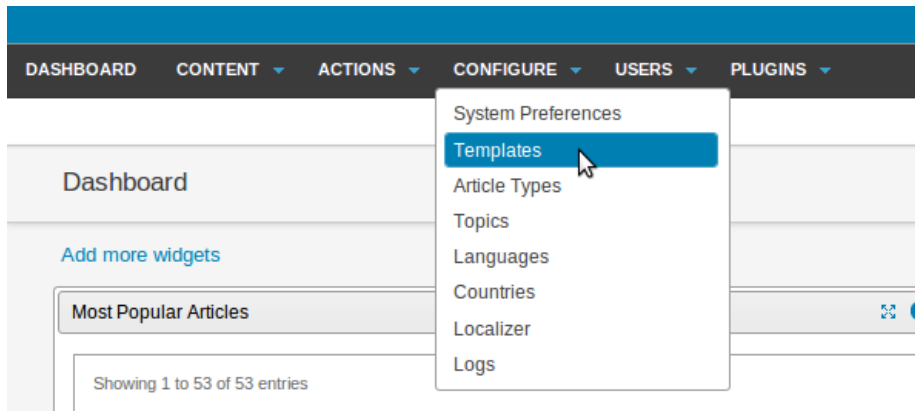 DASHBOARD CONTENT ACTIONS CONFIGURE USERS PLUGINS
System Preferences
Templates
Article Types
Topics
Languages
Countries
Localizer
Logs
Dashboard
Add more widgets
Most Popular Articles
Showing 1 to 53 of 53 entries